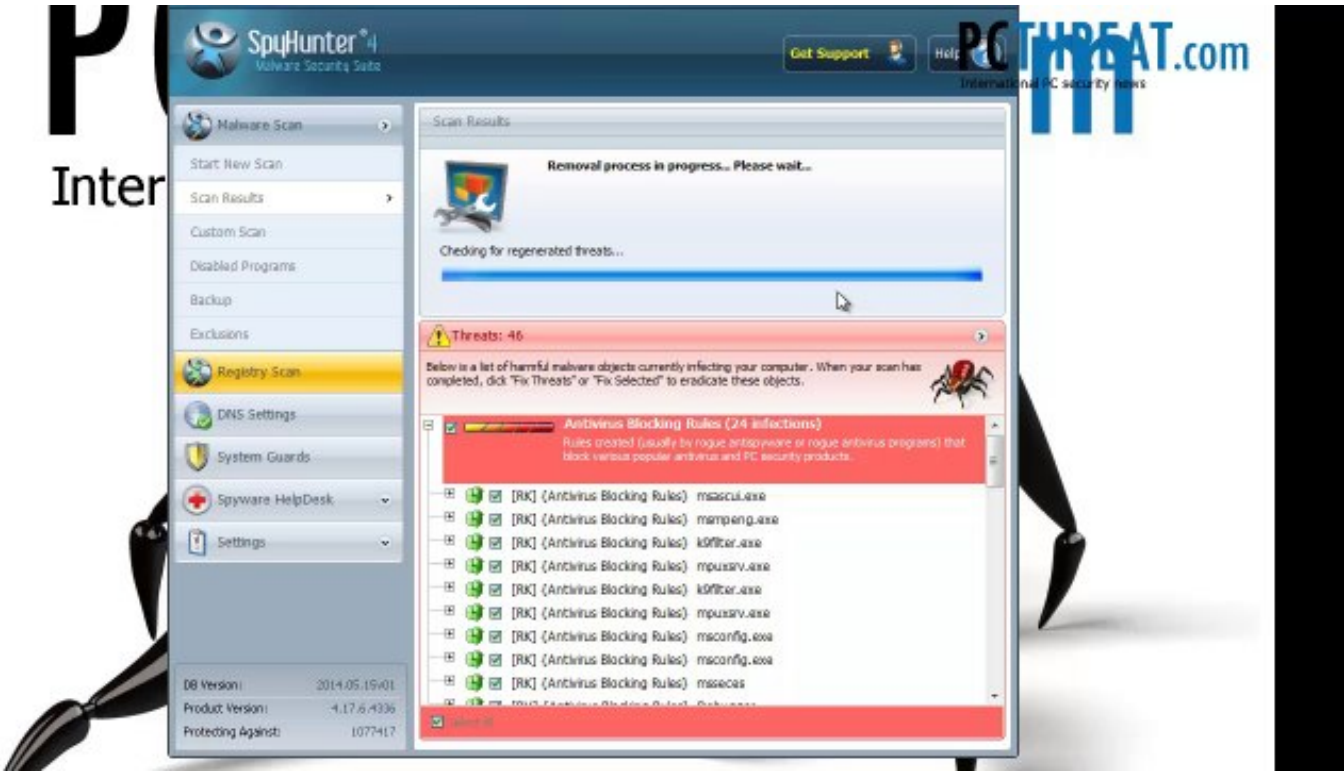 P
Inter
m
SpyHunter®4
Malware Security Suite
Get Support
Help
PCTHREAT.com
International PC security news
Malware Scan
Start New Scan
Scan Results
Custom Scan
Disabled Programs
Backup
Exclusions
Registry Scan
DNS Settings
System Guards
Spyware HelpDesk
Settings
DB Version: 2014.05.15v01
Product Version: 4.17.6.4336
Protecting Against: 1077417
Scan Results
Removal process in progress... Please wait...
Checking for regenerated threats...
Threats: 46
Below is a list of harmful malware objects currently infecting your computer. When your scan has
completed, click "Fix Threats" or "Fix Selected" to eradicate these objects.
Antivirus Blocking Rules (24 infections)
Rules created (usually by rogue antispyware or rogue antivirus programs) that
block various popular antivirus and PC security products.
[RK] {Antivirus Blocking Rules} msascui.exe
[RK] {Antivirus Blocking Rules} msmpeng.exe
[RK] {Antivirus Blocking Rules} k9filter.exe
[RK] {Antivirus Blocking Rules} mpuxsrv.exe
[RK] {Antivirus Blocking Rules} k9filter.exe
[RK] {Antivirus Blocking Rules} mpuxsrv.exe
[RK] {Antivirus Blocking Rules} msconfig.exe
[RK] {Antivirus Blocking Rules} msconfig.exe
[RK] {Antivirus Blocking Rules} msseces
Select All